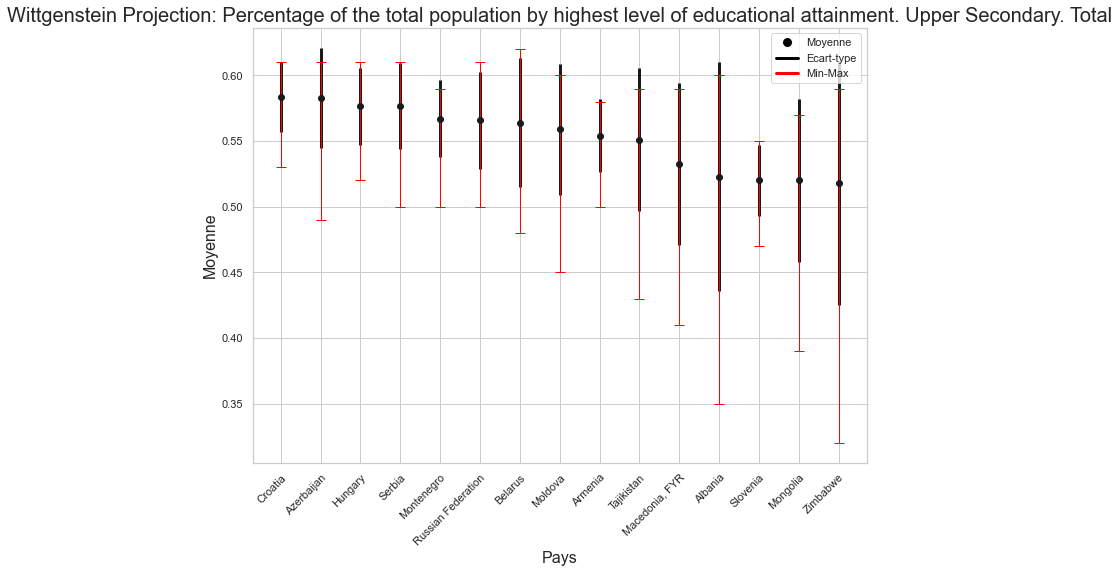 Wittgenstein Projection: Percentage of the total population by highest level of educational attainment. Upper Secondary. Total
Moyenne
Ecart-type
Min-Max
0.60
0.55
0.50
0.45
0.40
0.35
Moyenne
Croatia
Azerbaijan
Hungary
Serbia
Montenegro
Russian Federation
Belarus
Moldova
Armenia
Tajikistan
Macedonia, FYR
Albania
Slovenia
Mongolia
Zimbabwe
Pays